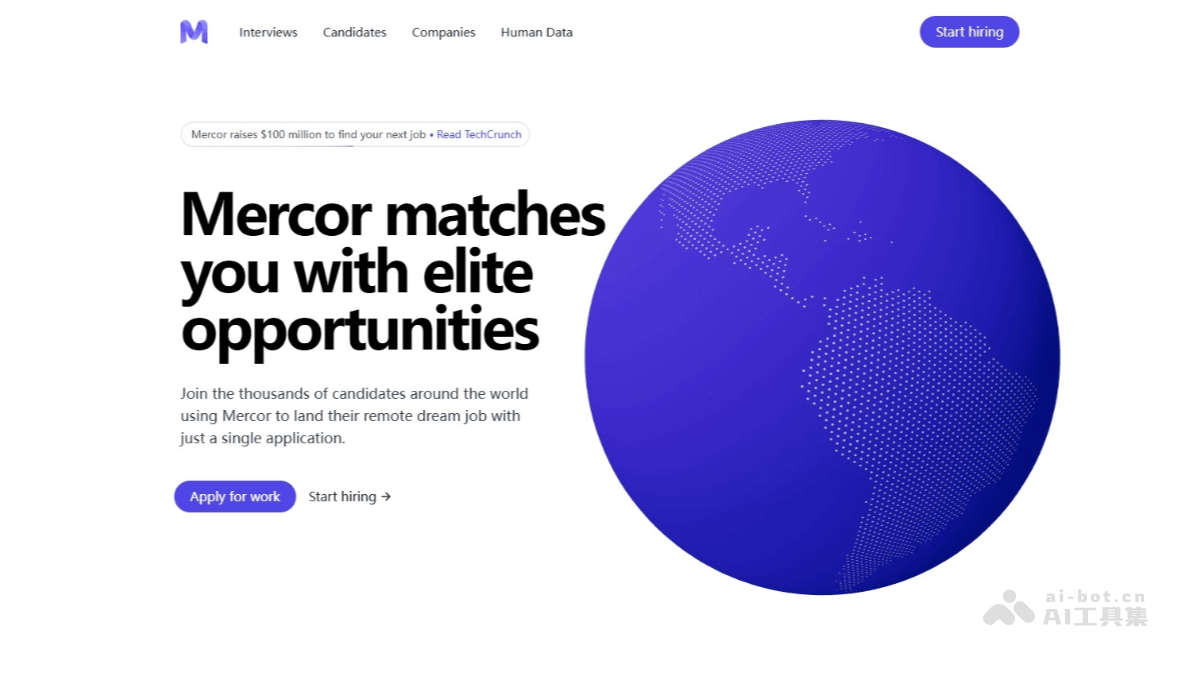 M Interviews Candidates Companies Human Data Start hiring
Mercor raises $100 million to find your next job • Read TechCrunch
Mercor matches
you with elite
opportunities
Join the thousands of candidates around the world
using Mercor to land their remote dream job with
just a single application.
Apply for work Start hiring →
ai-bot.cn
AI工具集